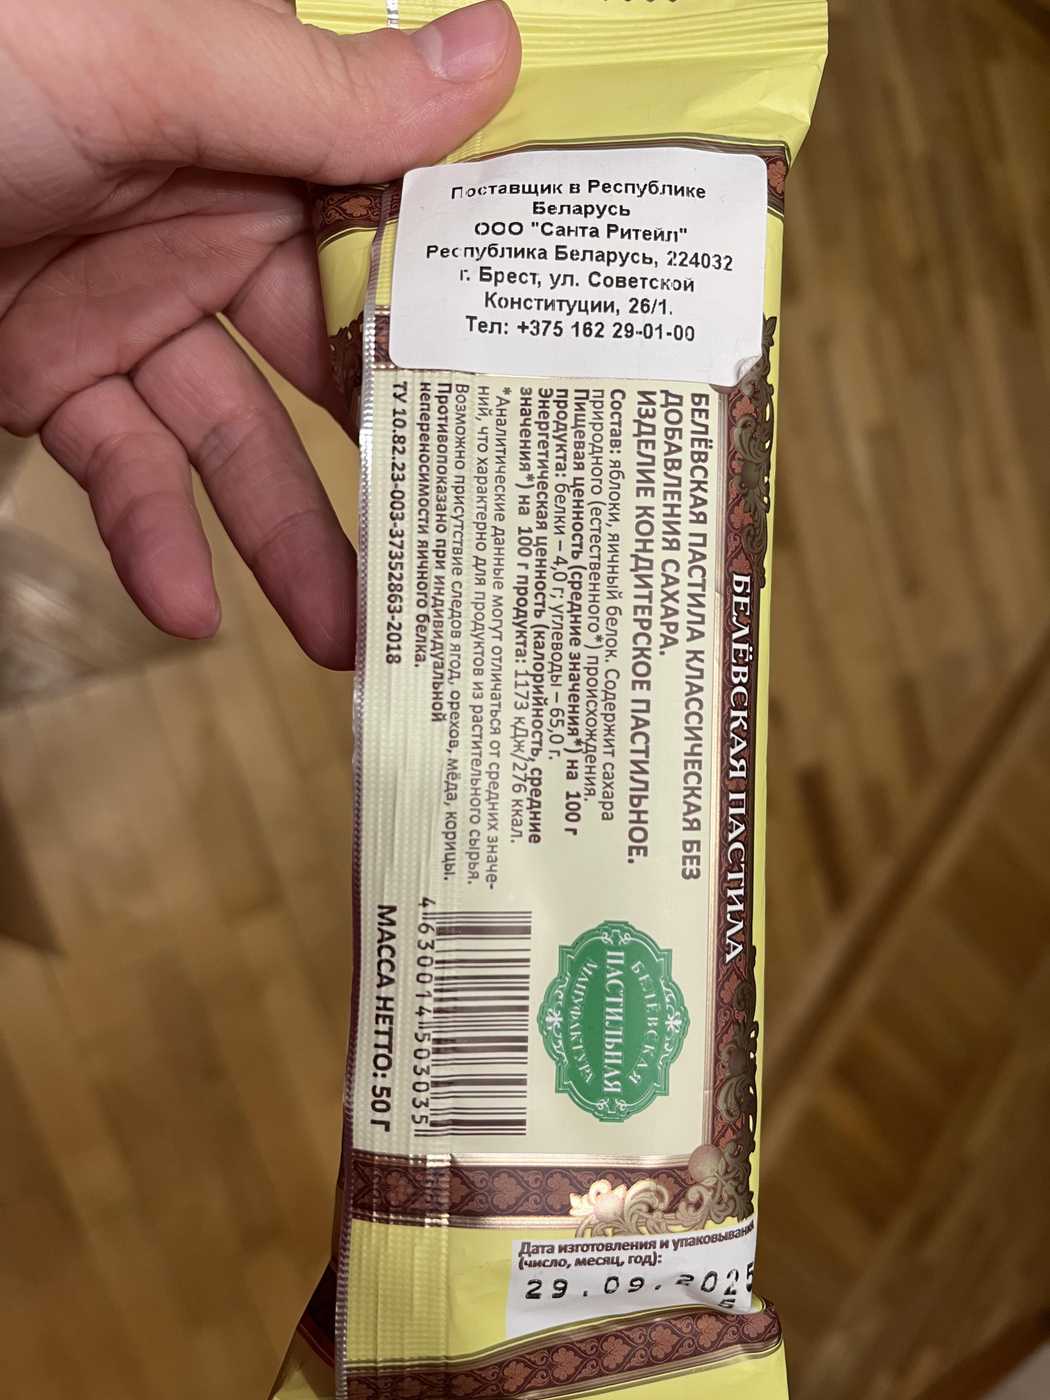 Поставщик в Республике
Беларусь
ООО "Санта Ритейл"
Республика Беларусь, 224032
г. Брест, ул. Советской
Конституции, 26/1.
Тел: +375 162 29-01-00
БЕЛЁВСКАЯ ПАСТИЛА
БЕЛЁВСКАЯ ПАСТИЛА КЛАССИЧЕСКАЯ БЕЗ
ДОБАВЛЕНИЯ САХАРА.
ИЗДЕЛИЕ КОНДИТЕРСКОЕ ПАСТИЛЬНОЕ.
Состав: яблоки, яичный белок. Содержит сахара
природного (естественного*) происхождения.
Пищевая ценность (средние значения*) на 100 г
продукта: белки – 4,0 г; углеводы – 65,0 г.
Энергетическая ценность (калорийность, средние
значения*) на 100 г продукта: 1173 кДж/276 ккал.
*Аналитические данные могут отличаться от средних значе-
ний, что характерно для продуктов из растительного сырья.
Возможно присутствие следов ягод, орехов, мёда, корицы.
Противопоказано при индивидуальной
непереносимости яичного белка.
ТУ 10.82.23-003-37352863-2018
БЕЛЁВСКАЯ
ПАСТИЛЬНАЯ
МАНУФАКТУРА
4630014503035
МАССА НЕТТО: 50 г
Дата изготовления и упаковывания
(число, месяц, год):
29.09.2025
5